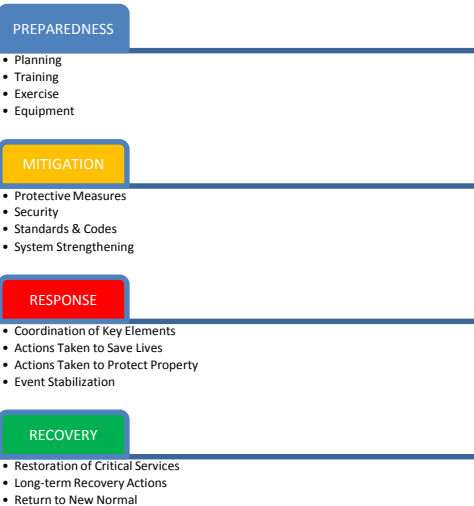 PREPAREDNESS
• Planning
• Training
• Exercise
• Equipment
MITIGATION
• Protective Measures
• Security
• Standards & Codes
• System Strengthening
RESPONSE
• Coordination of Key Elements
• Actions Taken to Save Lives
• Actions Taken to Protect Property
• Event Stabilization
RECOVERY
• Restoration of Critical Services
• Long-term Recovery Actions
• Return to New Normal